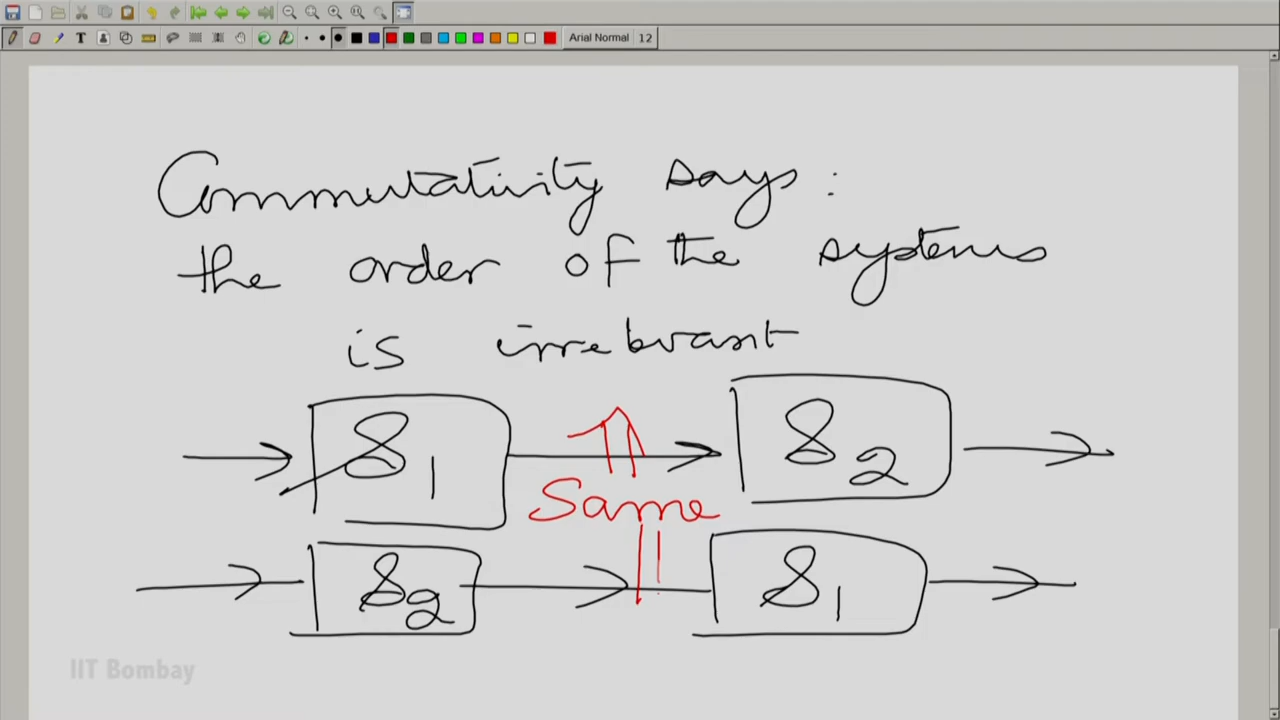 Arial Normal 12
Commutativity says:
the order of the systems
is irrelevant
S1 S2
Same
S2 S1
IIT Bombay